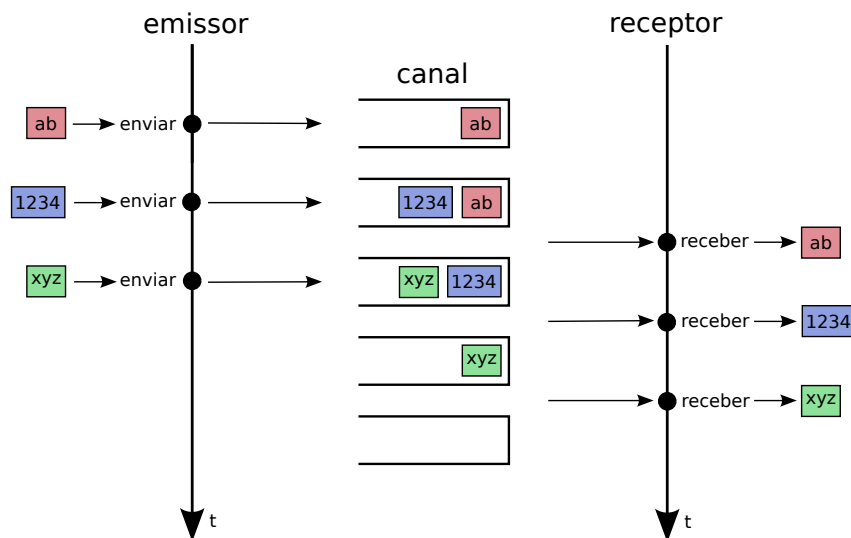 emissor
receptor
canal
ab enviar ab
1234 enviar 1234 ab
receber ab
xyz enviar xyz 1234
receber 1234
xyz
receber xyz
t
t